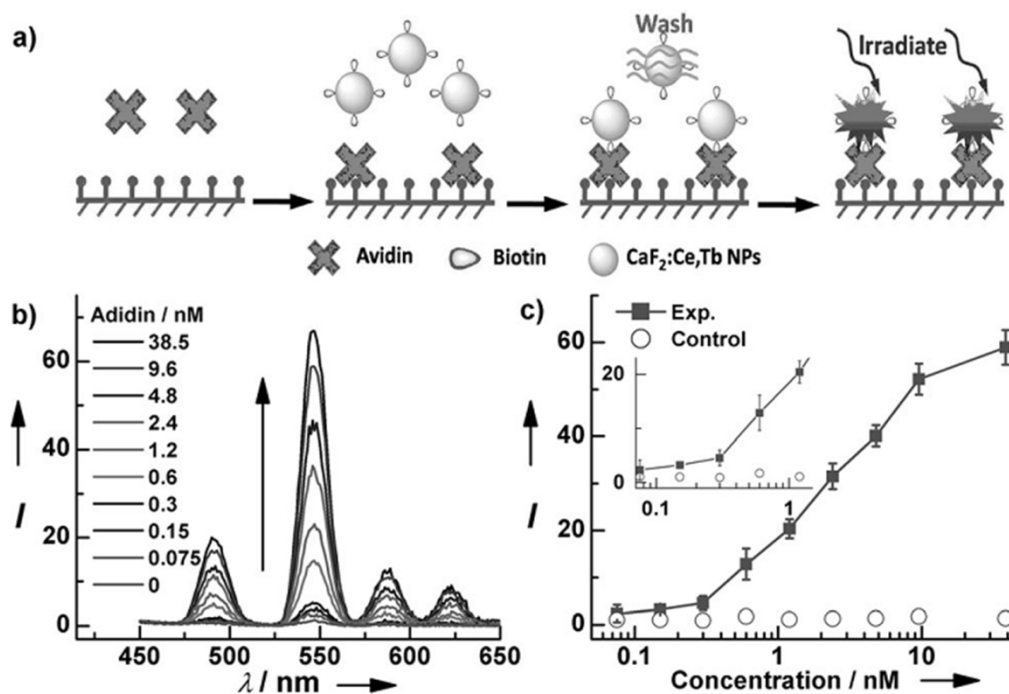 a)
Wash
Irradiate
Avidin
Biotin
CaF₂:Ce,Tb NPs
b)
Adidin / nM
38.5
9.6
4.8
2.4
1.2
0.6
0.3
0.15
0.075
0
60
40
20
0
I
450 500 550 600 650
λ / nm
c)
Exp.
Control
20
0
0.1 1
60
40
20
0
I
0.1 1 10
Concentration / nM